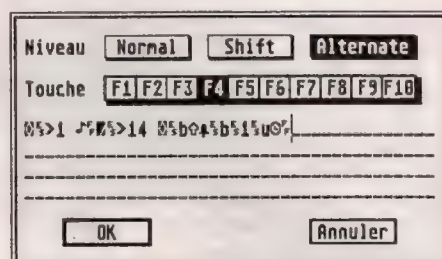 Niveau Normal Shift Alternate
Touche F1 F2 F3 F4 F5 F6 F7 F8 F9 F10
OK Annuler